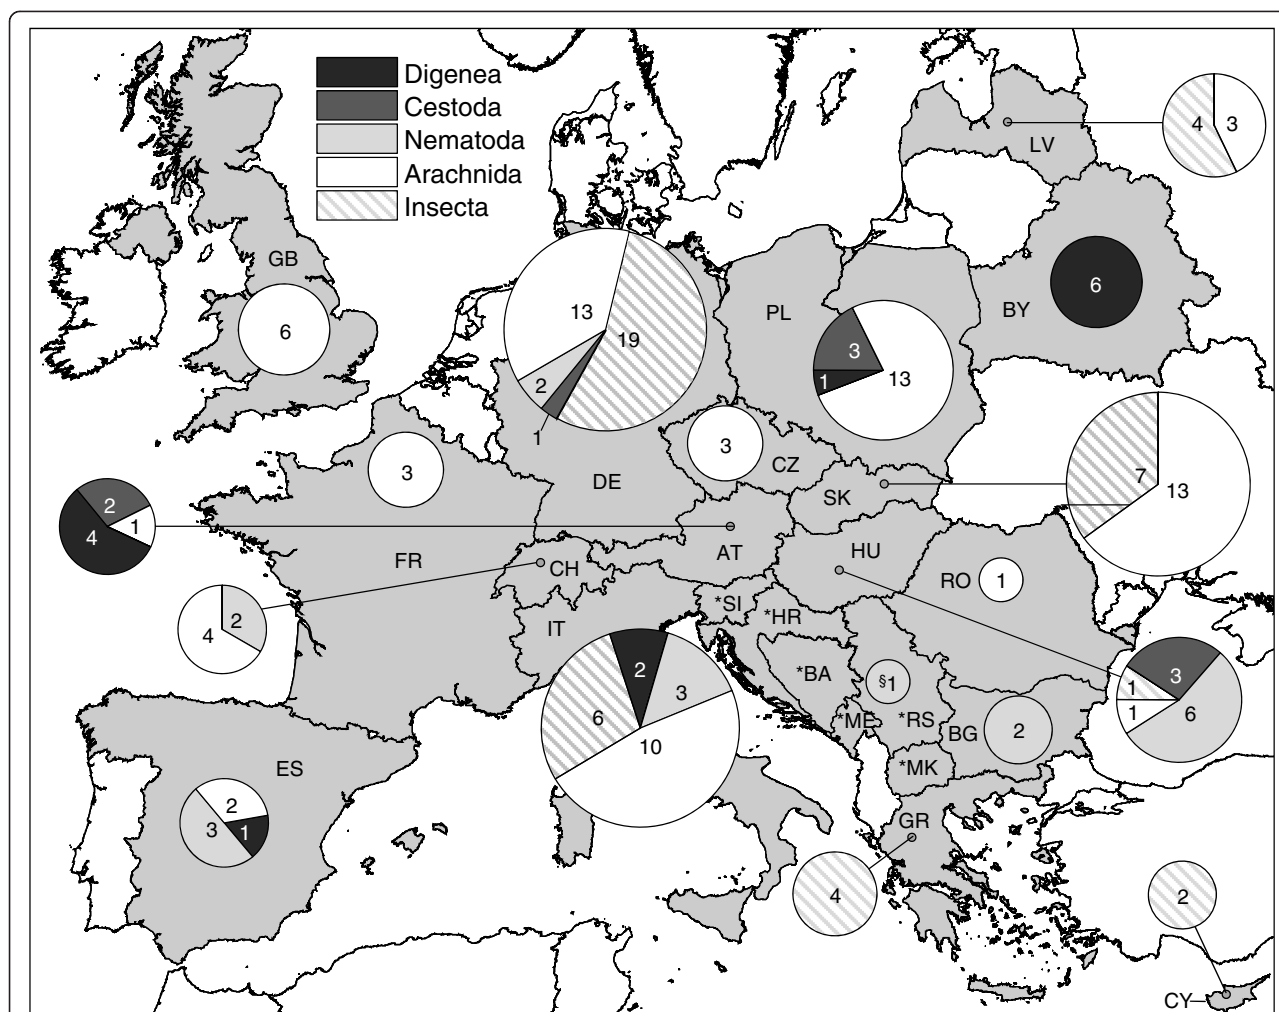 Digenea
Cestoda
Nematoda
Arachnida
Insecta
4 3
LV
GB
6
13
19
2
1
PL
3
1
13
BY
6
3
3
CZ
DE
SK
7
13
2
4
1
FR
AT
HU
RO
1
CH
4
2
IT
*SI
*HR
*BA
§1
*ME
*RS
BG
2
*MK
3
1
1
6
2
3
6
10
ES
2
3
1
GR
4
2
CY